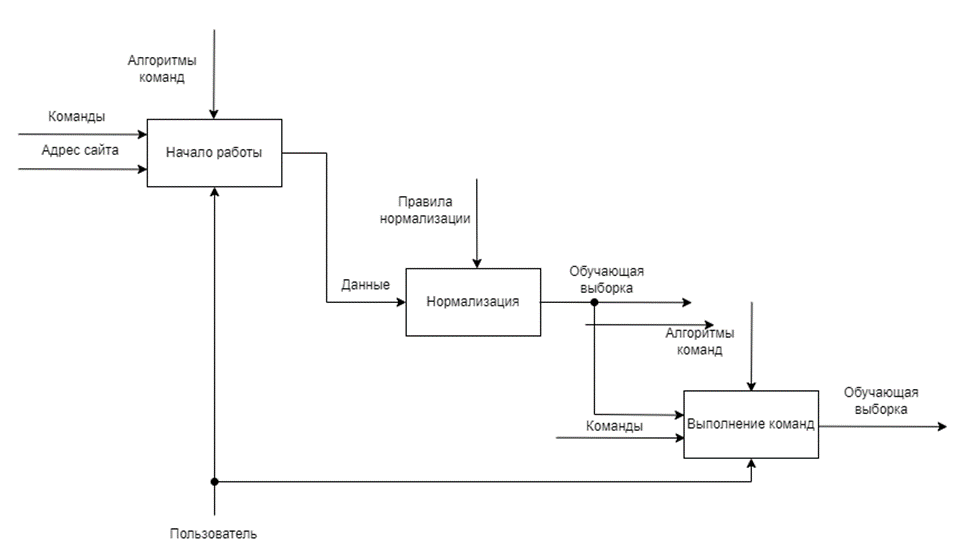 Алгоритмы
команд
Команды
Адрес сайта
Начало работы
Правила
нормализации
Данные
Нормализация
Обучающая
выборка
Алгоритмы
команд
Команды
Выполнение команд
Обучающая
выборка
Пользователь